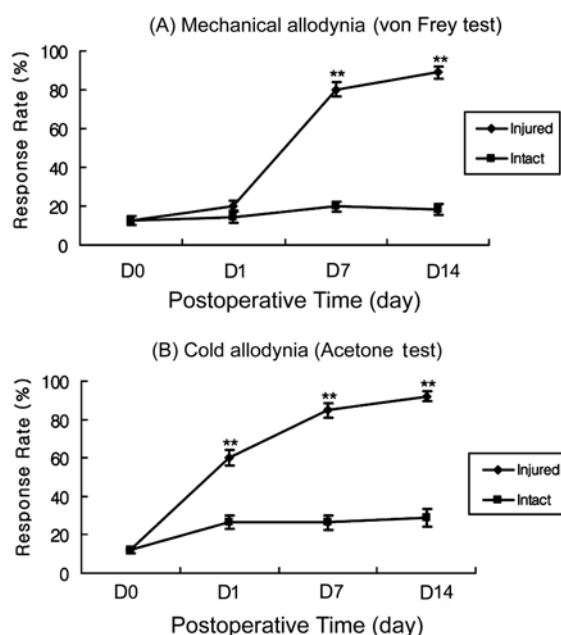 (A) Mechanical allodynia (von Frey test)
Response Rate (%)
100
80
60
40
20
0
**
**
Injured
Intact
D0 D1 D7 D14
Postoperative Time (day)
(B) Cold allodynia (Acetone test)
Response Rate (%)
100
80
60
40
20
0
**
**
**
Injured
Intact
D0 D1 D7 D14
Postoperative Time (day)